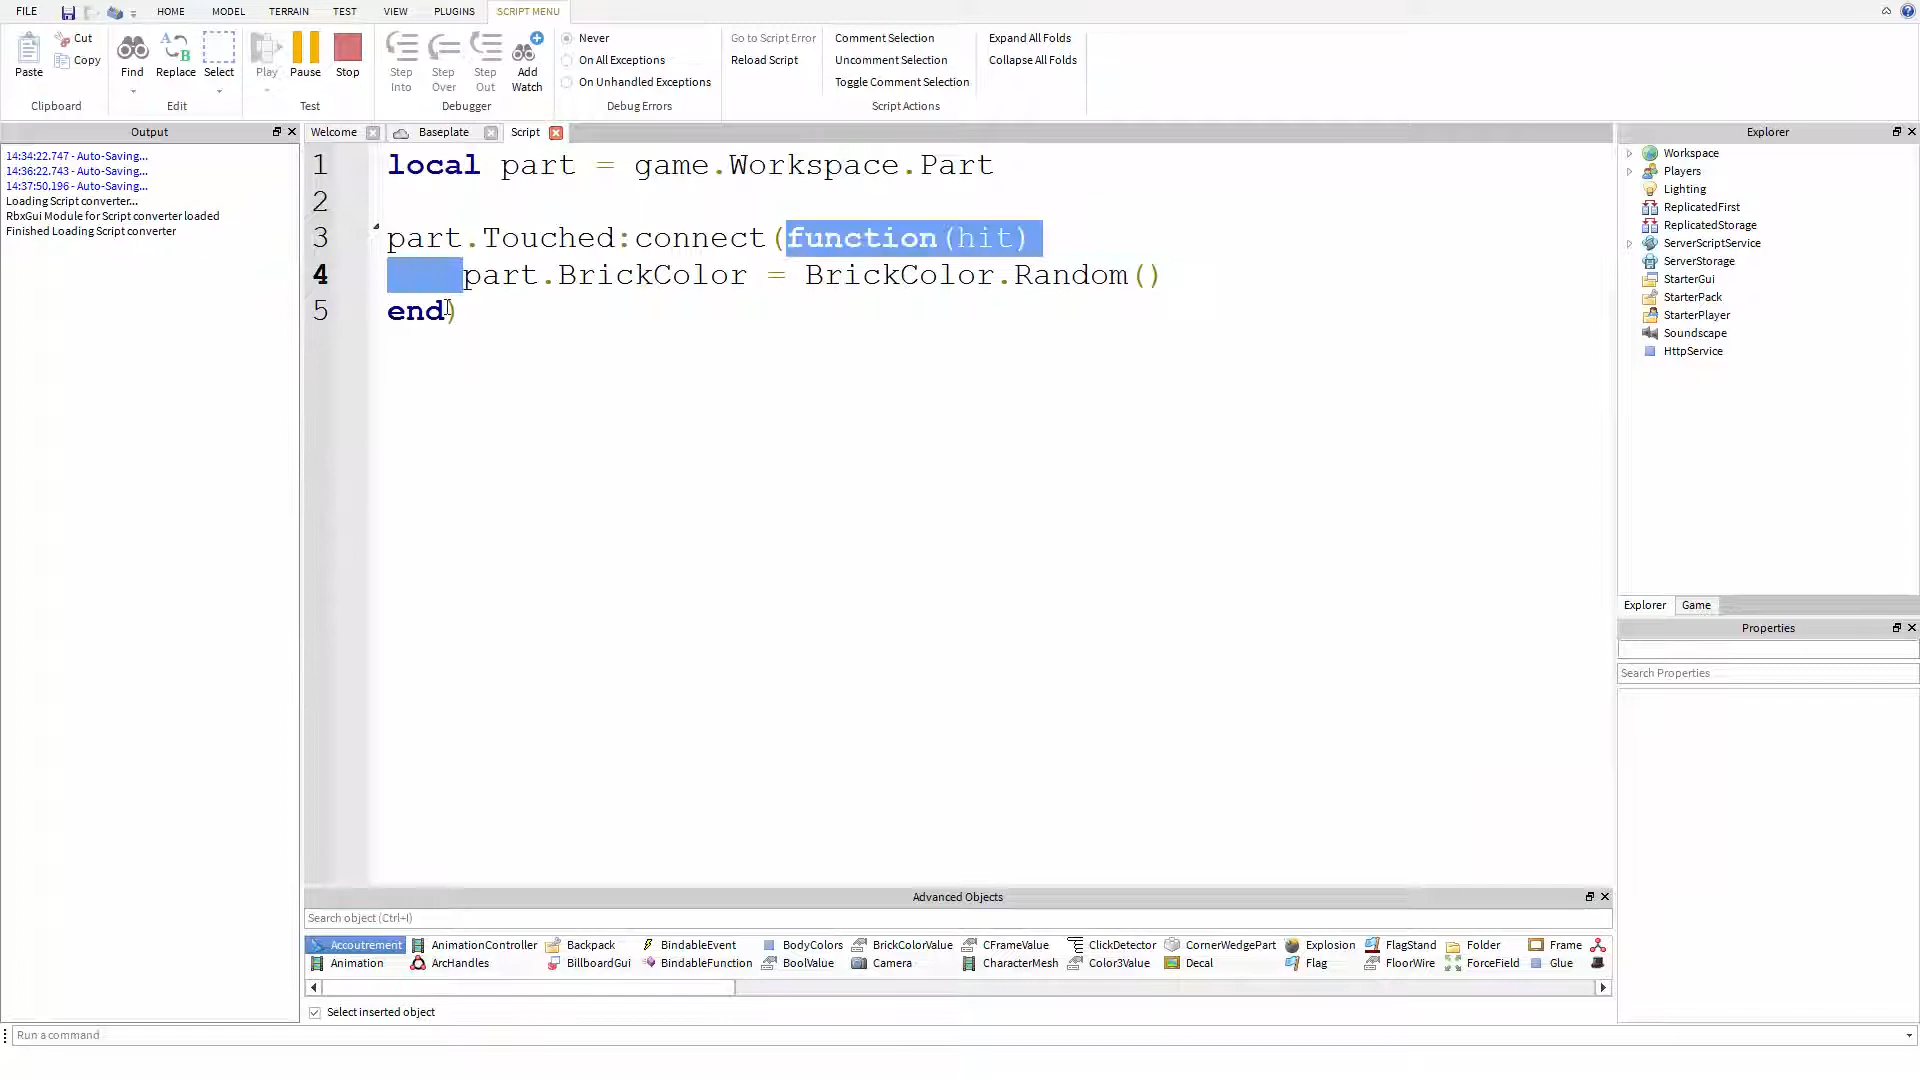 FILE HOME MODEL TERRAIN TEST VIEW PLUGINS SCRIPT MENU
Paste
Cut
Copy
Clipboard
Find
Replace
Select
Edit
Play
Pause
Stop
Test
Step Into
Step Over
Step Out
Add Watch
Debugger
Never
On All Exceptions
On Unhandled Exceptions
Debug Errors
Go to Script Error
Reload Script
Comment Selection
Uncomment Selection
Toggle Comment Selection
Script Actions
Expand All Folds
Collapse All Folds
Output
14:34:22.747 - Auto-Saving...
14:36:22.743 - Auto-Saving...
14:37:50.196 - Auto-Saving...
Loading Script converter...
RbxGui Module for Script converter loaded
Finished Loading Script converter
Welcome Baseplate Script
1 local part = game.Workspace.Part
2
3 part.Touched:connect(function(hit)
4 part.BrickColor = BrickColor.Random()
5 end)
Explorer
Workspace
Players
Lighting
ReplicatedFirst
ReplicatedStorage
ServerScriptService
ServerStorage
StarterGui
StarterPack
StarterPlayer
Soundscape
HttpService
Explorer Game
Properties
Search Properties
Advanced Objects
Search object (Ctrl+I)
Accoutrement AnimationController Backpack BindableEvent BodyColors BrickColorValue CFrameValue ClickDetector CornerWedgePart Explosion FlagStand Folder Frame
Animation ArcHandles BillboardGui BindableFunction BoolValue Camera CharacterMesh Color3Value Decal Flag FloorWire ForceField Glue
Select inserted object
Run a command